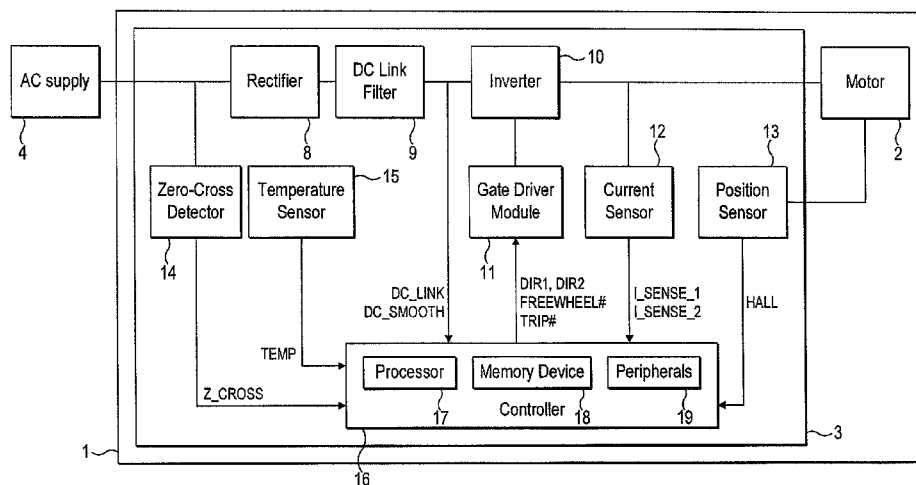 10
AC supply
Rectifier
DC Link
Filter
Inverter
Motor
4
8
9
12
13
2
15
Zero-Cross
Detector
Temperature
Sensor
Gate Driver
Module
Current
Sensor
Position
Sensor
14
11
DC_LINK
DC_SMOOTH
DIR1, DIR2
FREEWHEEL#
TRIP#
I_SENSE_1
I_SENSE_2
HALL
TEMP
Z_CROSS
Processor
Memory Device
Peripherals
17
Controller
18
19
1
3
16